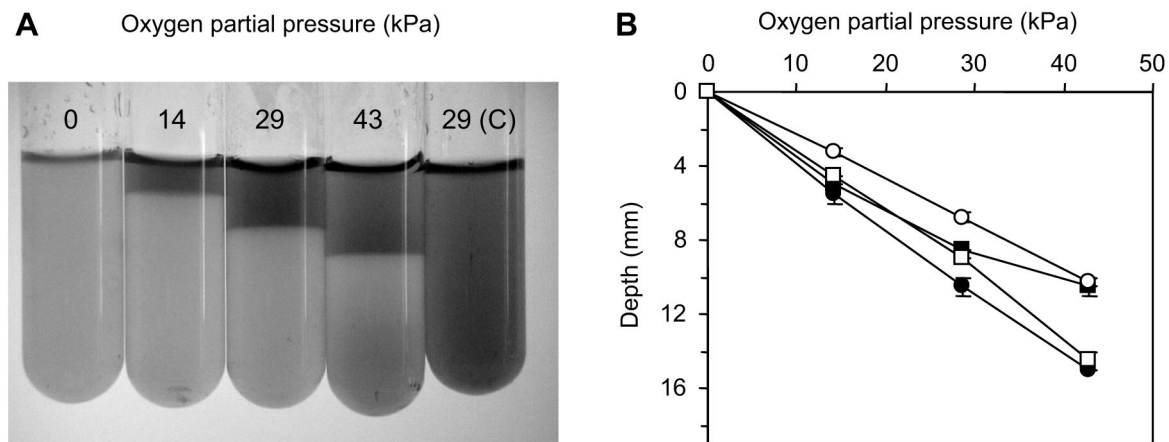 A
Oxygen partial pressure (kPa)
0
14
29
43
29 (C)
B
Oxygen partial pressure (kPa)
0
10
20
30
40
50
0
4
8
12
16
Depth (mm)